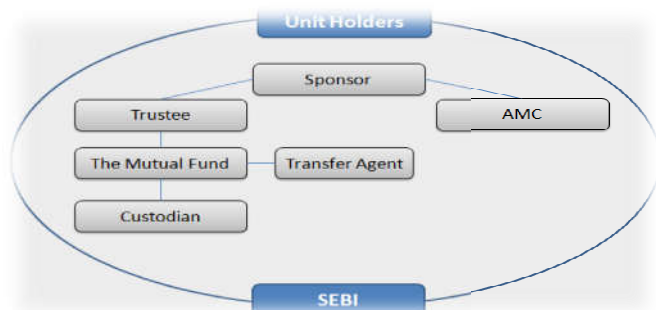 Unit Holders
Sponsor
Trustee
AMC
The Mutual Fund
Transfer Agent
Custodian
SEBI